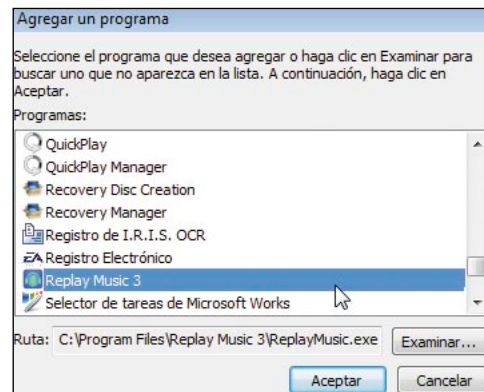 Agregar un programa
Seleccione el programa que desea agregar o haga clic en Examinar para
buscar uno que no aparezca en la lista. A continuación, haga clic en
Aceptar.
Programas:
QuickPlay
QuickPlay Manager
Recovery Disc Creation
Recovery Manager
Registro de I.R.I.S. OCR
EA Registro Electrónico
Replay Music 3
Selector de tareas de Microsoft Works
Ruta: C:\Program Files\Replay Music 3\ReplayMusic.exe Examinar...
Aceptar Cancelar